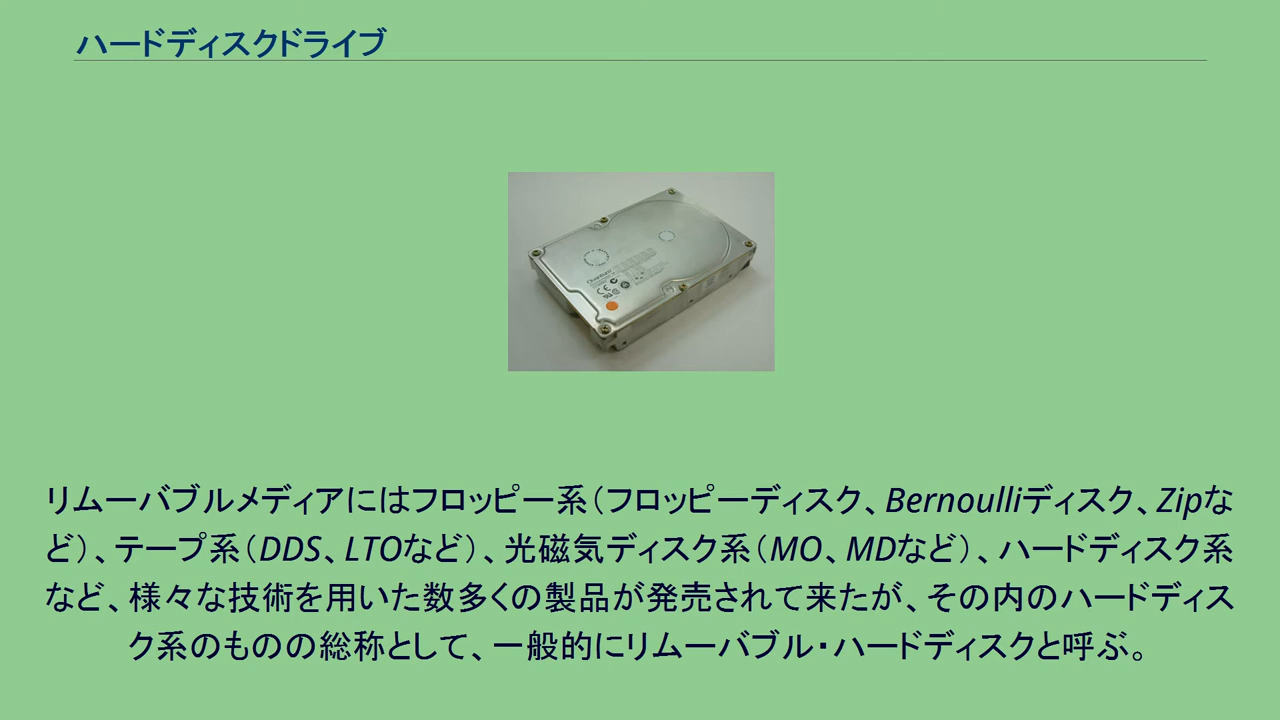 ハードディスクドライブ
Quantum
リムーバブルメディアにはフロッピー系（フロッピーディスク、Bernoulliディスク、Zipな
ど）、テープ系（DDS、LTOなど）、光磁気ディスク系（MO、MDなど）、ハードディスク系
など、様々な技術を用いた数多くの製品が発売されて来たが、その内のハードディス
ク系のものの総称として、一般的にリムーバブル・ハードディスクと呼ぶ。